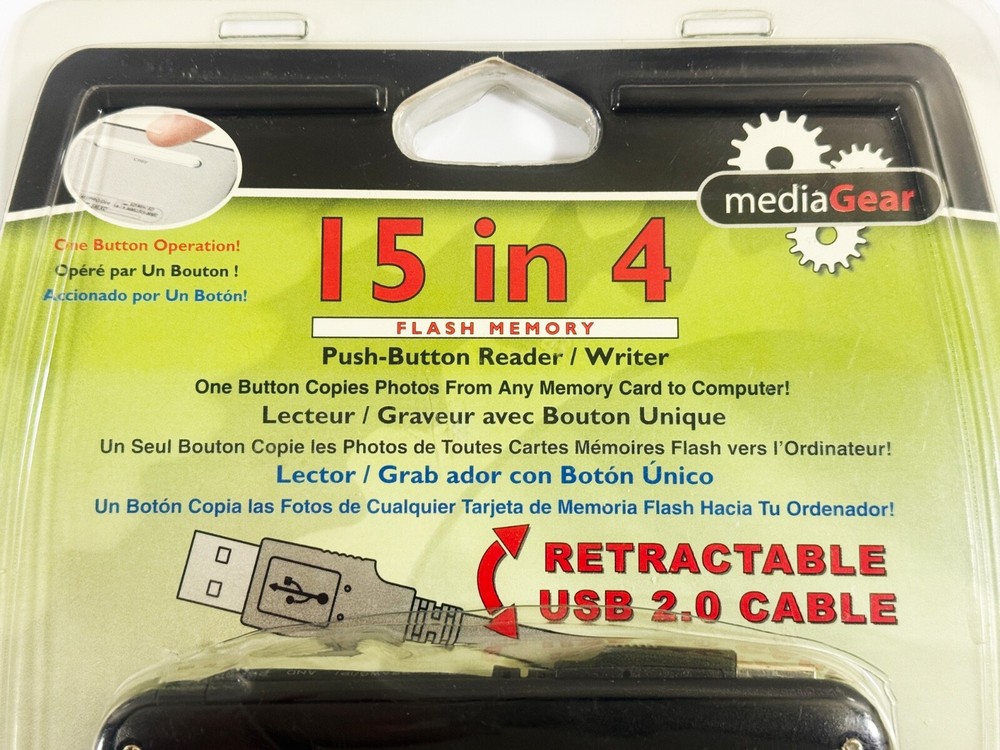 mediaGear
One Button Operation!
Opéré par Un Bouton !
Accionado por Un Botón!
15 in 4
FLASH MEMORY
Push-Button Reader / Writer
One Button Copies Photos From Any Memory Card to Computer!
Lecteur / Graveur avec Bouton Unique
Un Seul Bouton Copie les Photos de Toutes Cartes Mémoires Flash vers l'Ordinateur!
Lector / Grab ador con Botón Único
Un Botón Copia las Fotos de Cualquier Tarjeta de Memoria Flash Hacia Tu Ordenador!
RETRACTABLE
USB 2.0 CABLE